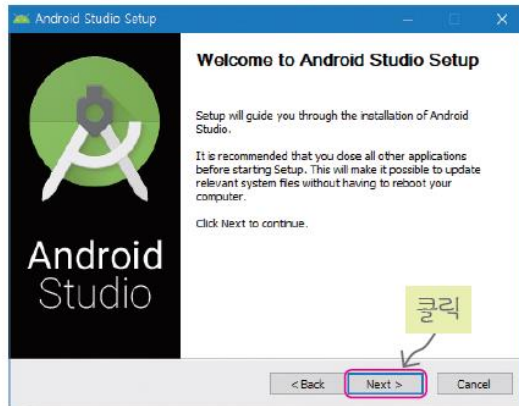 Android Studio Setup
Welcome to Android Studio Setup
Setup will guide you through the installation of Android
Studio.
It is recommended that you close all other applications
before starting Setup. This will make it possible to update
relevant system files without having to reboot your
computer.
Click Next to continue.
Android
Studio
클릭
< Back Next > Cancel